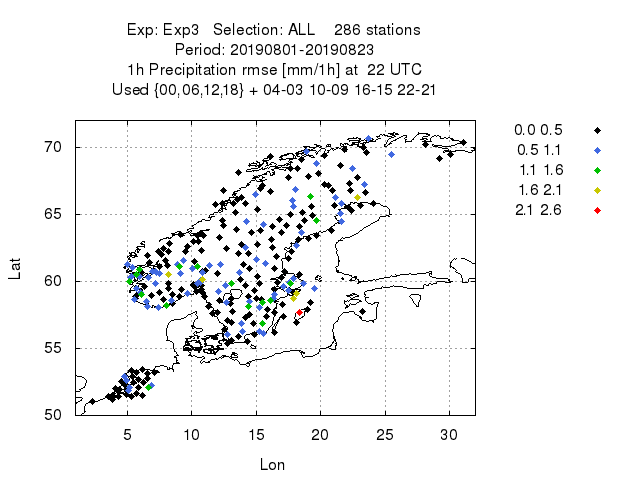 Exp: Exp3   Selection: ALL    286 stations
Period: 20190801-20190823
1h Precipitation rmse [mm/1h] at  22 UTC
Used {00,06,12,18} + 04-03 10-09 16-15 22-21
0.0 0.5
0.5 1.1
1.1 1.6
1.6 2.1
2.1 2.6
70
65
60
55
50
Lat
5 10 15 20 25 30
Lon